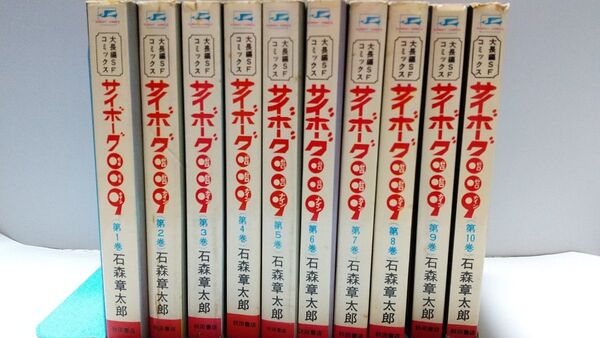 大長編SF
コミックス
サイボーグ009
第1巻
石森章太郎
秋田書店
大長編SF
コミックス
サイボーグ009
第2巻
石森章太郎
秋田書店
大長編SF
コミックス
サイボーグ009
第3巻
石森章太郎
秋田書店
大長編SF
コミックス
サイボーグ009
第4巻
石森章太郎
秋田書店
大長編SF
コミックス
サイボーグ009
第5巻
石森章太郎
秋田書店
大長編SF
コミックス
サイボーグ009
第6巻
石森章太郎
秋田書店
大長編SF
コミックス
サイボーグ009
第7巻
石森章太郎
秋田書店
大長編SF
コミックス
サイボーグ009
第8巻
石森章太郎
秋田書店
大長編SF
コミックス
サイボーグ009
第9巻
石森章太郎
秋田書店
大長編SF
コミックス
サイボーグ009
第10巻
石森章太郎
秋田書店